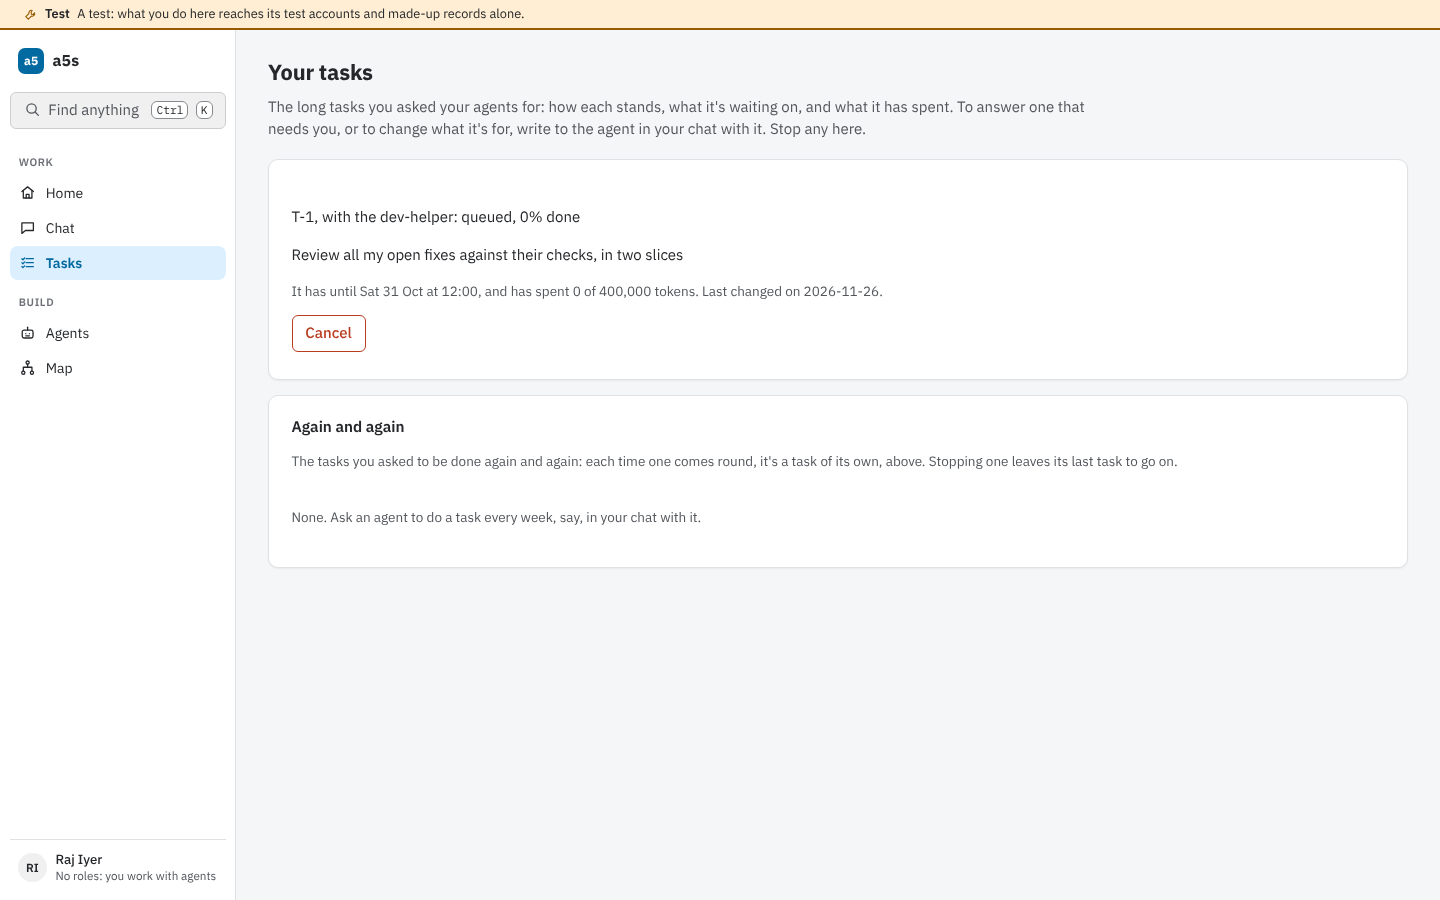 Test A test: what you do here reaches its test accounts and made-up records alone.
a5 a5s
Find anything Ctrl K
WORK
Home
Chat
Tasks
BUILD
Agents
Map
RI Raj Iyer
No roles: you work with agents
Your tasks
The long tasks you asked your agents for: how each stands, what it's waiting on, and what it has spent. To answer one that
needs you, or to change what it's for, write to the agent in your chat with it. Stop any here.
T-1, with the dev-helper: queued, 0% done
Review all my open fixes against their checks, in two slices
It has until Sat 31 Oct at 12:00, and has spent 0 of 400,000 tokens. Last changed on 2026-11-26.
Cancel
Again and again
The tasks you asked to be done again and again: each time one comes round, it's a task of its own, above. Stopping one leaves its last task to go on.
None. Ask an agent to do a task every week, say, in your chat with it.